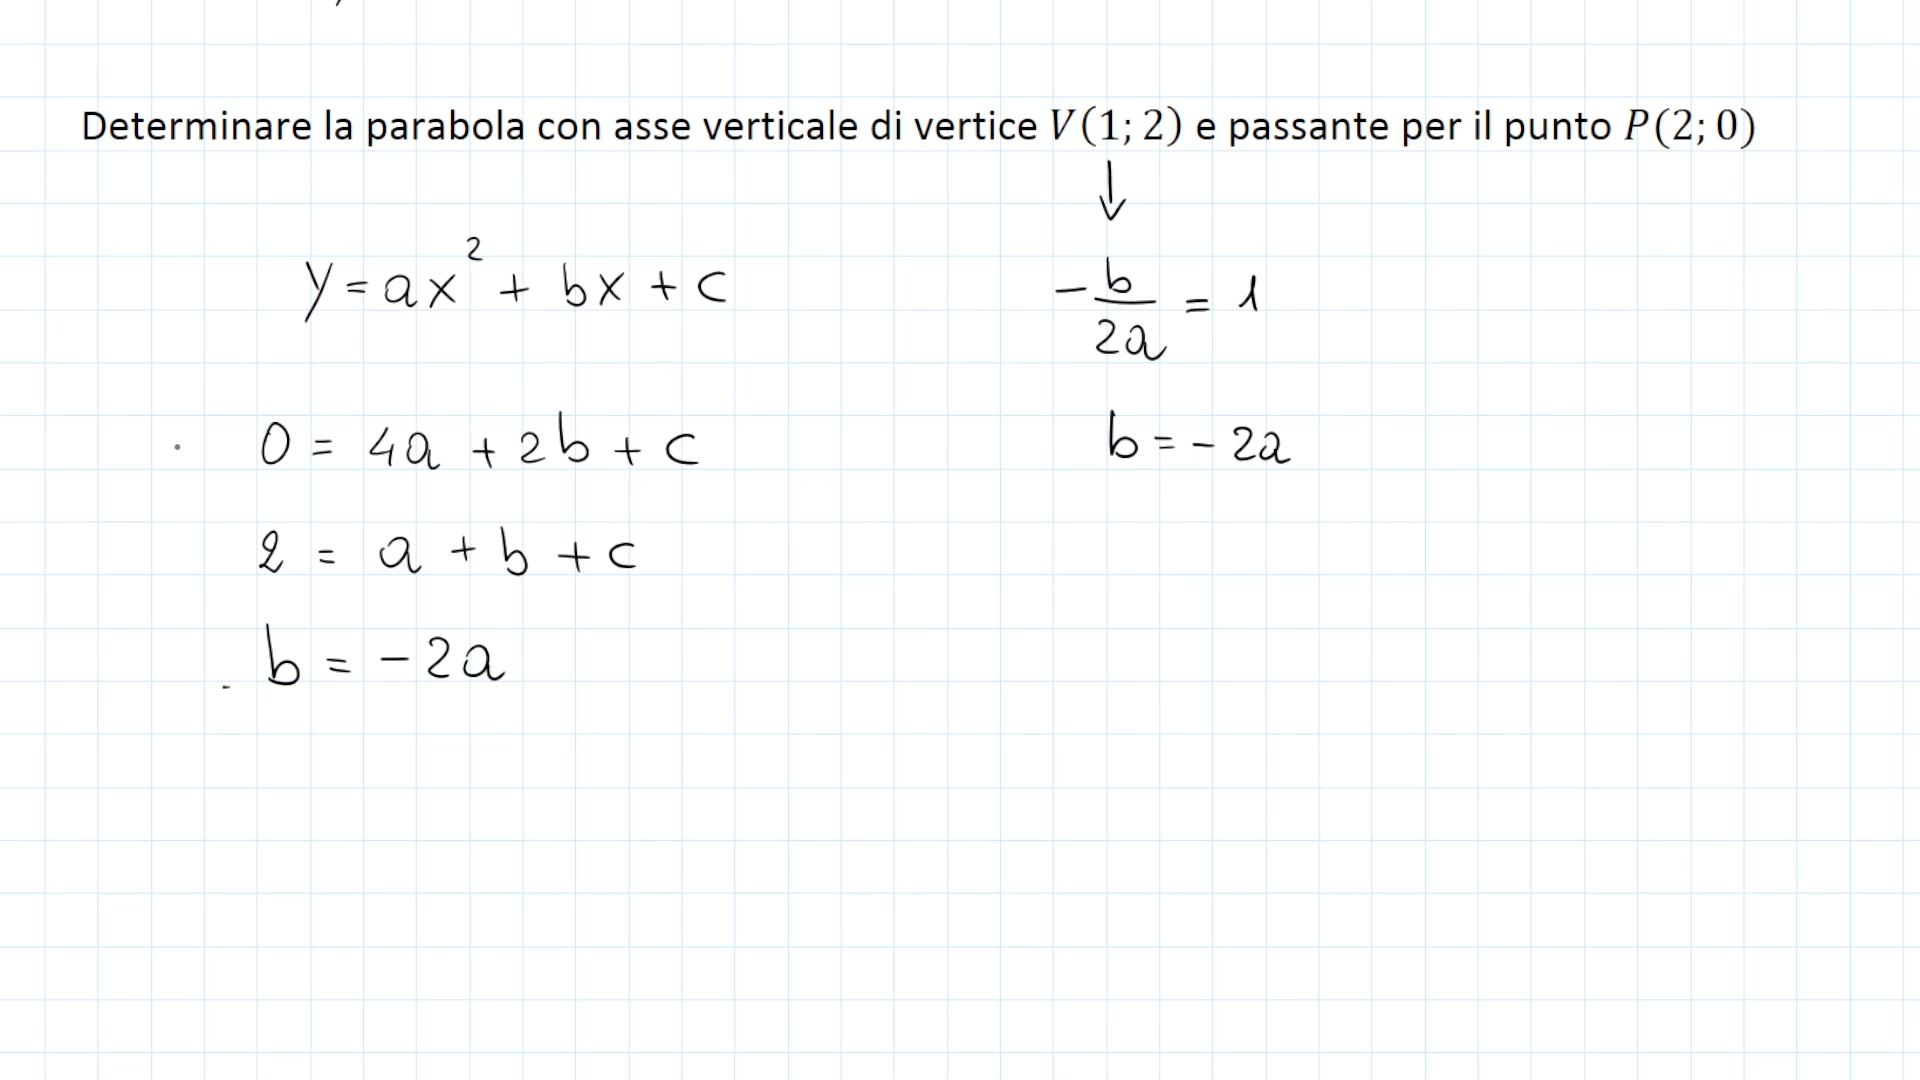 Determinare la parabola con asse verticale di vertice V(1; 2) e passante per il punto P(2; 0)
y = ax² + bx + c
-b/2a = 1
0 = 4a + 2b + c
b = -2a
2 = a + b + c
b = -2a